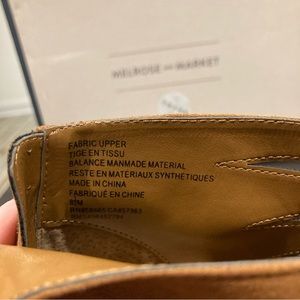 MELROSE AND MARKET
FABRIC UPPER
TIGE EN TISSU
BALANCE MANMADE MATERIAL
RESTE EN MATERIAUX SYNTHETIQUES
MADE IN CHINA
FABRIQUÉ EN CHINE